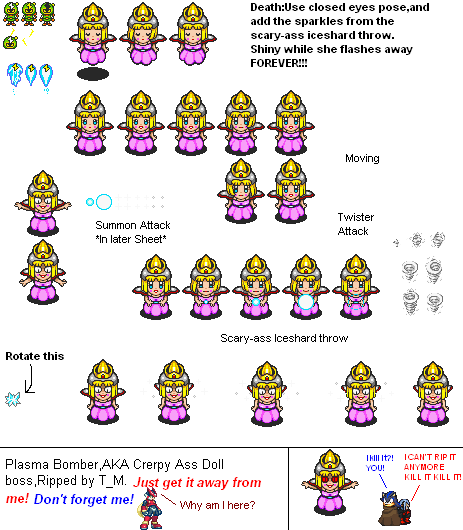 Death:Use closed eyes pose,and
add the sparkles from the
scary-ass iceshard throw.
Shiny while she flashes away
FOREVER!!!
Moving
Summon Attack
*In later Sheet*
Twister
Attack
Scary-ass Iceshard throw
Rotate this
Plasma Bomber,AKA Crerpy Ass Doll
boss,Ripped by T_M. Just get it away from
me! Don't forget me!
Why am I here?
I kill it?!
YOU!
I CAN'T RIP IT
ANYMORE
KILL IT KILL IT!